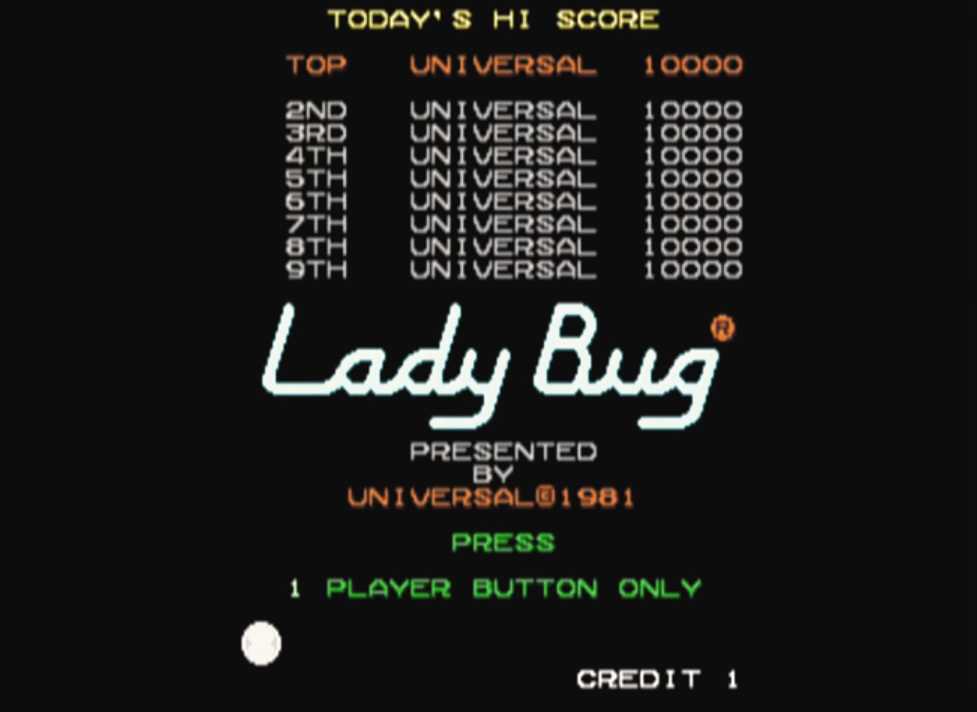 TODAY'S HI SCORE
TOP UNIVERSAL 10000
2ND UNIVERSAL 10000
3RD UNIVERSAL 10000
4TH UNIVERSAL 10000
5TH UNIVERSAL 10000
6TH UNIVERSAL 10000
7TH UNIVERSAL 10000
8TH UNIVERSAL 10000
9TH UNIVERSAL 10000
Lady Bug ®
PRESENTED
BY
UNIVERSAL©1981
PRESS
1 PLAYER BUTTON ONLY
CREDIT 1